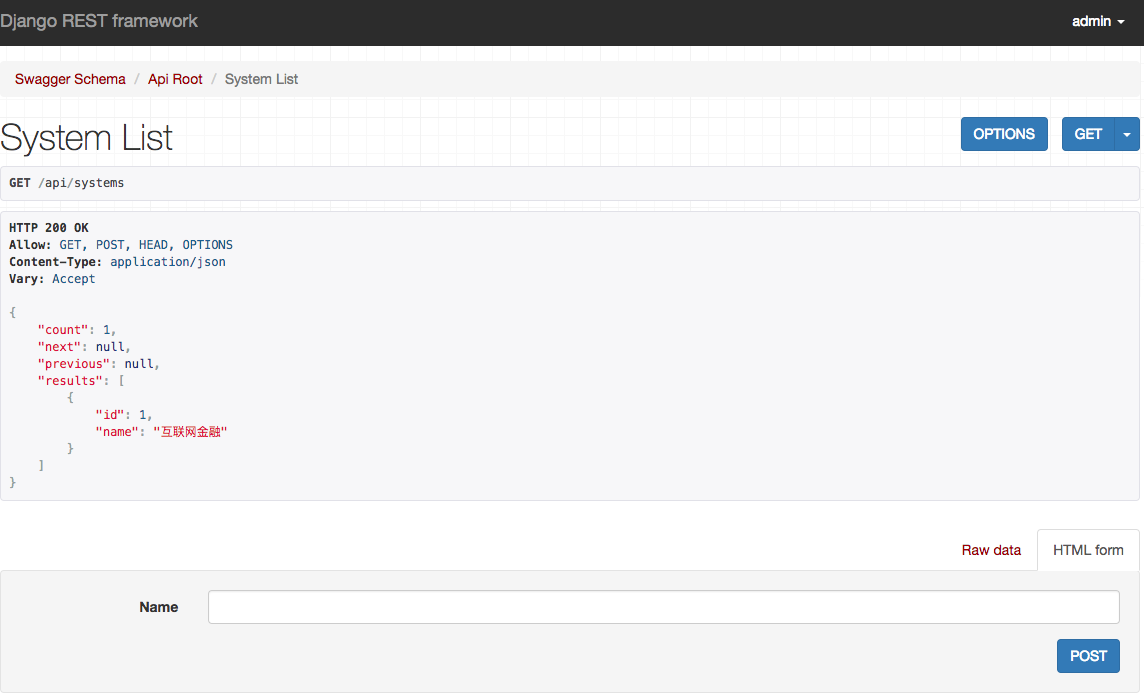 Django REST framework
admin
Swagger Schema / Api Root / System List
System List
OPTIONS
GET
GET /api/systems
HTTP 200 OK
Allow: GET, POST, HEAD, OPTIONS
Content-Type: application/json
Vary: Accept
{
    "count": 1,
    "next": null,
    "previous": null,
    "results": [
        {
            "id": 1,
            "name": "互联网金融"
        }
    ]
}
Raw data
HTML form
Name
POST